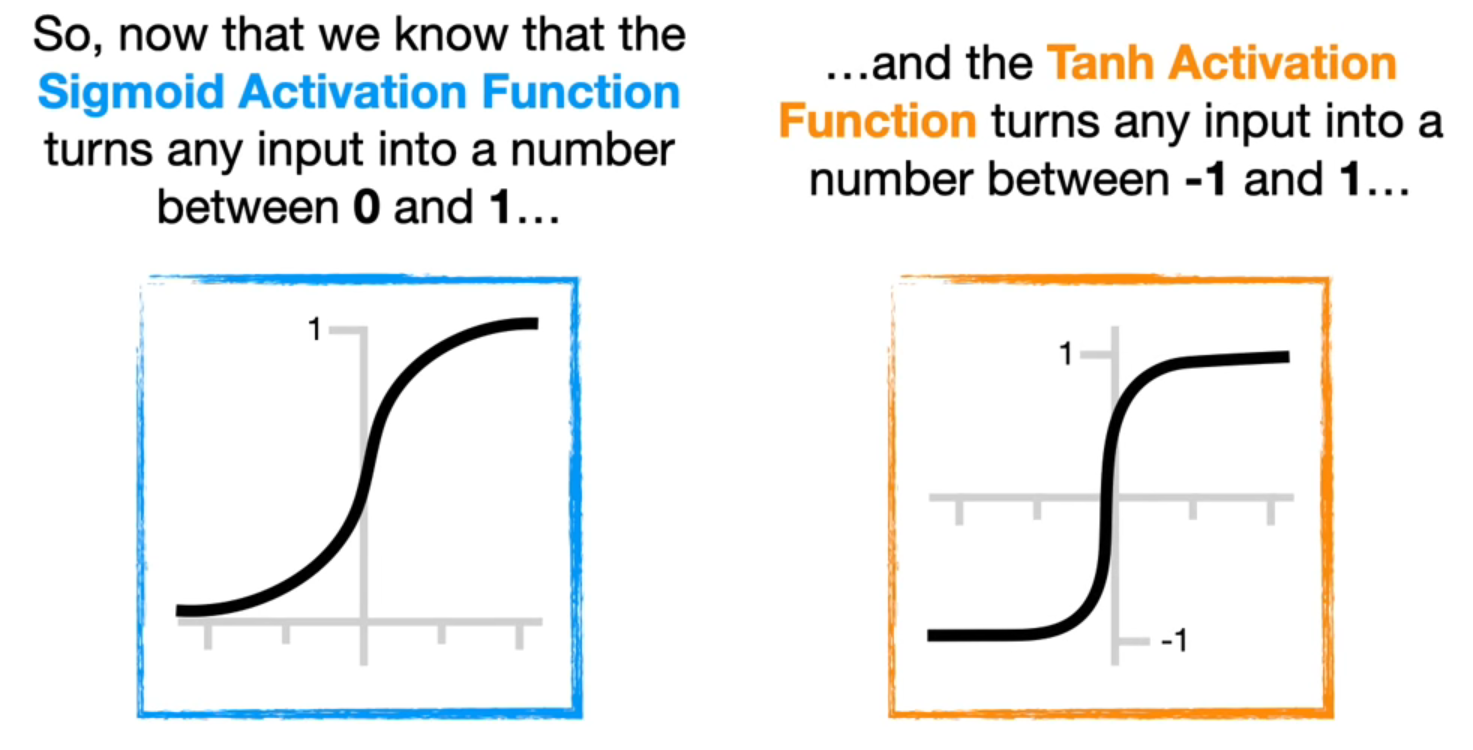 So, now that we know that the
Sigmoid Activation Function
turns any input into a number
between 0 and 1…
…and the Tanh Activation
Function turns any input into a
number between -1 and 1…
1
1
-1